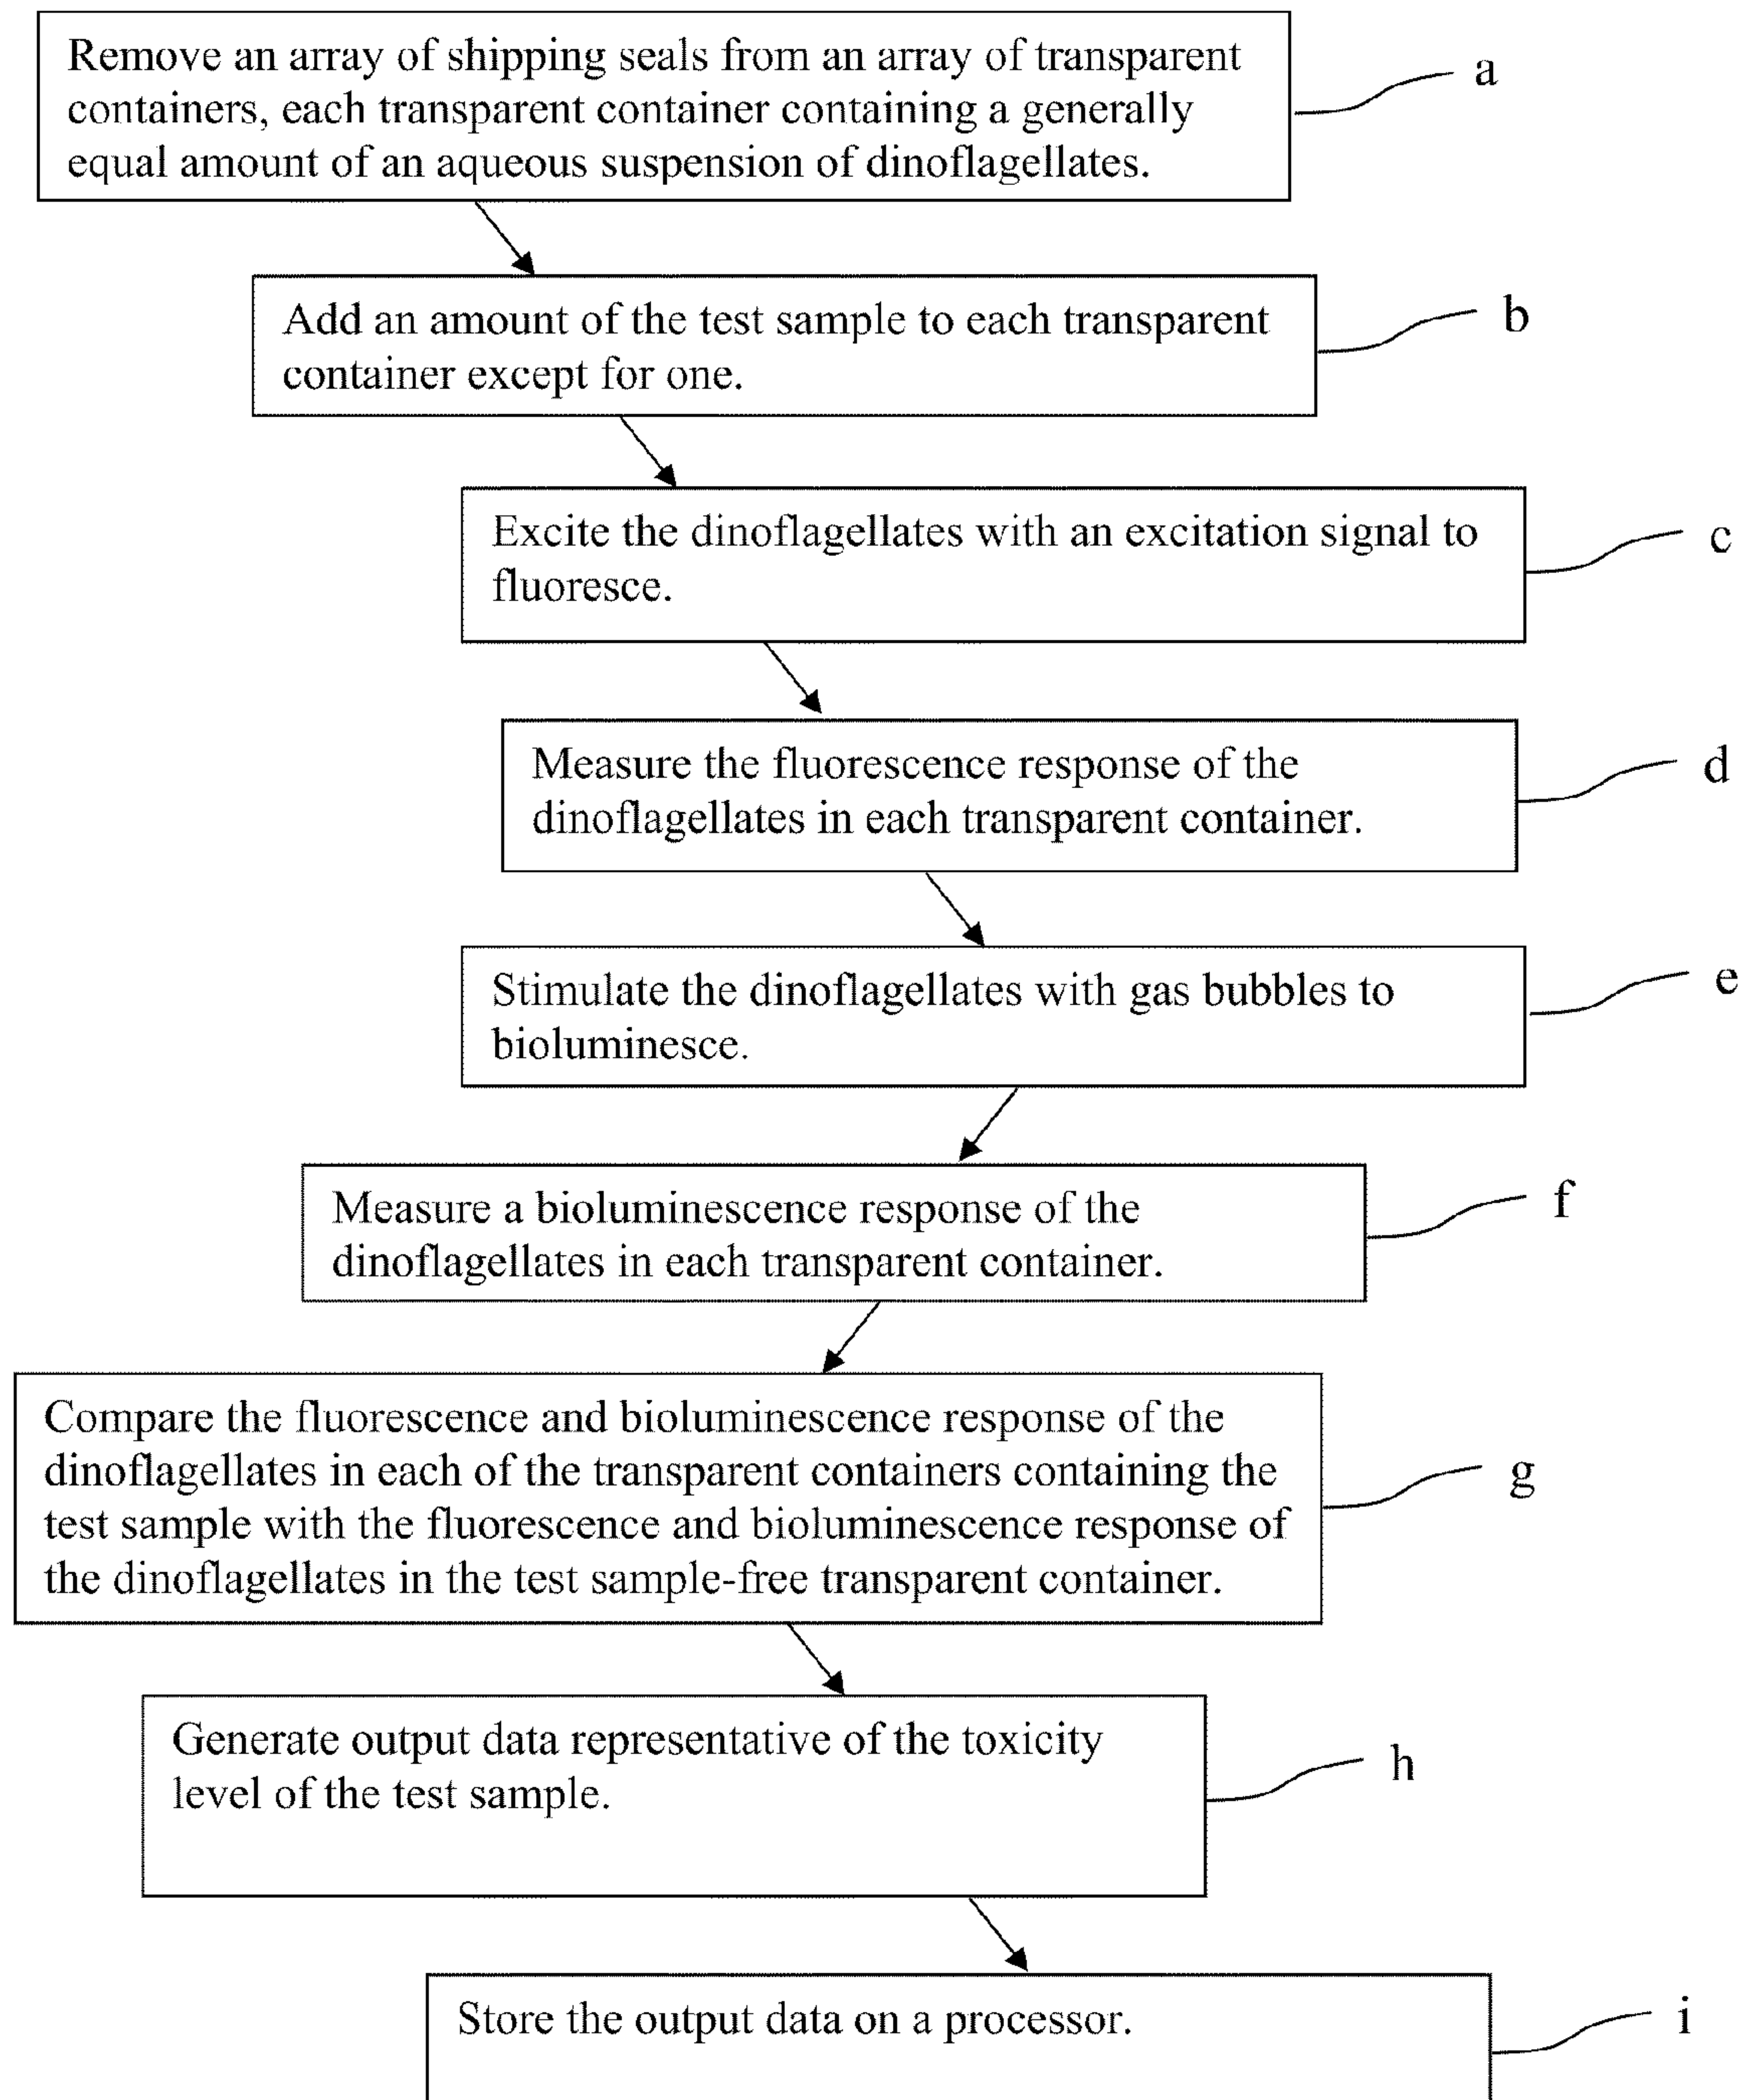 Remove an array of shipping seals from an array of transparent
containers, each transparent container containing a generally
equal amount of an aqueous suspension of dinoflagellates.
a
Add an amount of the test sample to each transparent
container except for one.
b
Excite the dinoflagellates with an excitation signal to
fluoresce.
c
Measure the fluorescence response of the
dinoflagellates in each transparent container.
d
Stimulate the dinoflagellates with gas bubbles to
bioluminesce.
e
Measure a bioluminescence response of the
dinoflagellates in each transparent container.
f
Compare the fluorescence and bioluminescence response of the
dinoflagellates in each of the transparent containers containing the
test sample with the fluorescence and bioluminescence response of
the dinoflagellates in the test sample-free transparent container.
g
Generate output data representative of the toxicity
level of the test sample.
h
Store the output data on a processor.
i